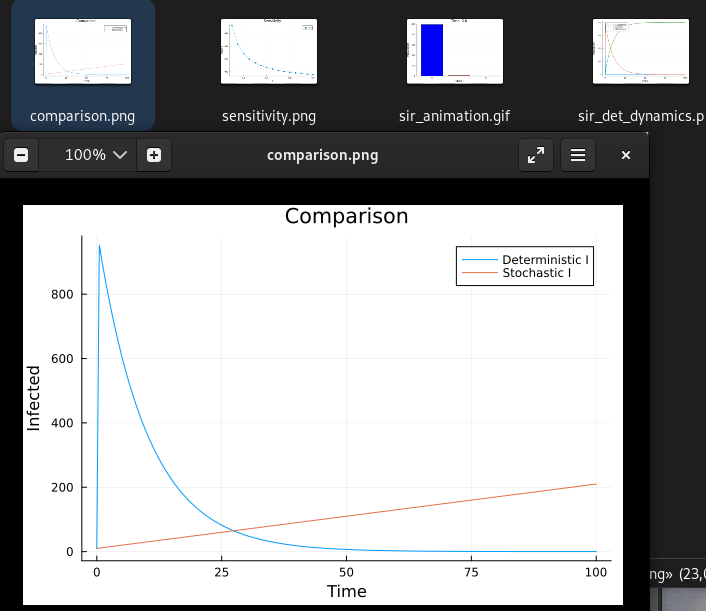 comparison.png
sensitivity.png
sir_animation.gif
sir_det_dynamics.p
100%
comparison.png
Comparison
Deterministic I
Stochastic I
800
600
400
200
0
Infected
0 25 50 75 100
Time
ng» (23,0